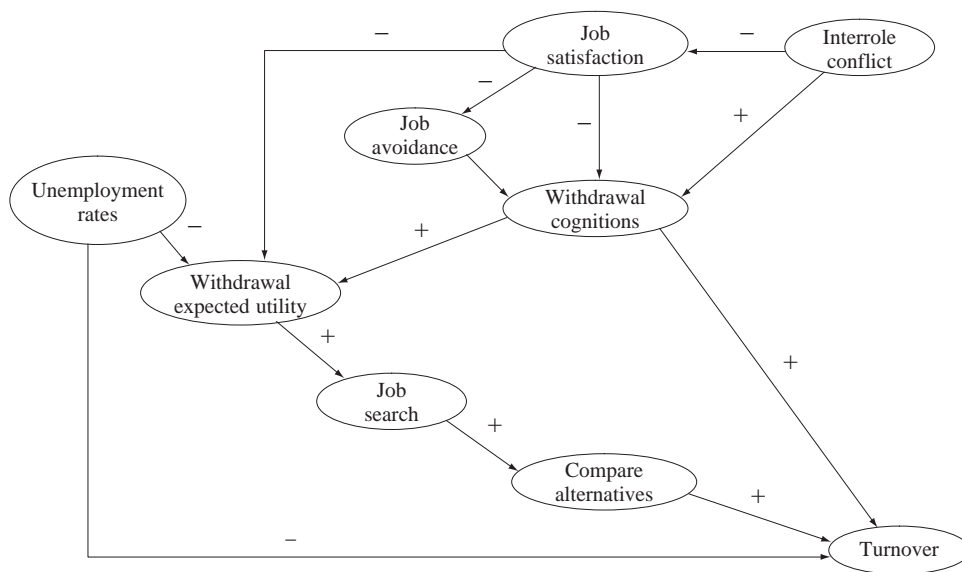 Job
satisfaction
Interrole
conflict
–
–
–
Job
avoidance
–
+
Unemployment
rates
Withdrawal
cognitions
–
+
Withdrawal
expected utility
+
+
Job
search
+
Compare
alternatives
+
–
Turnover